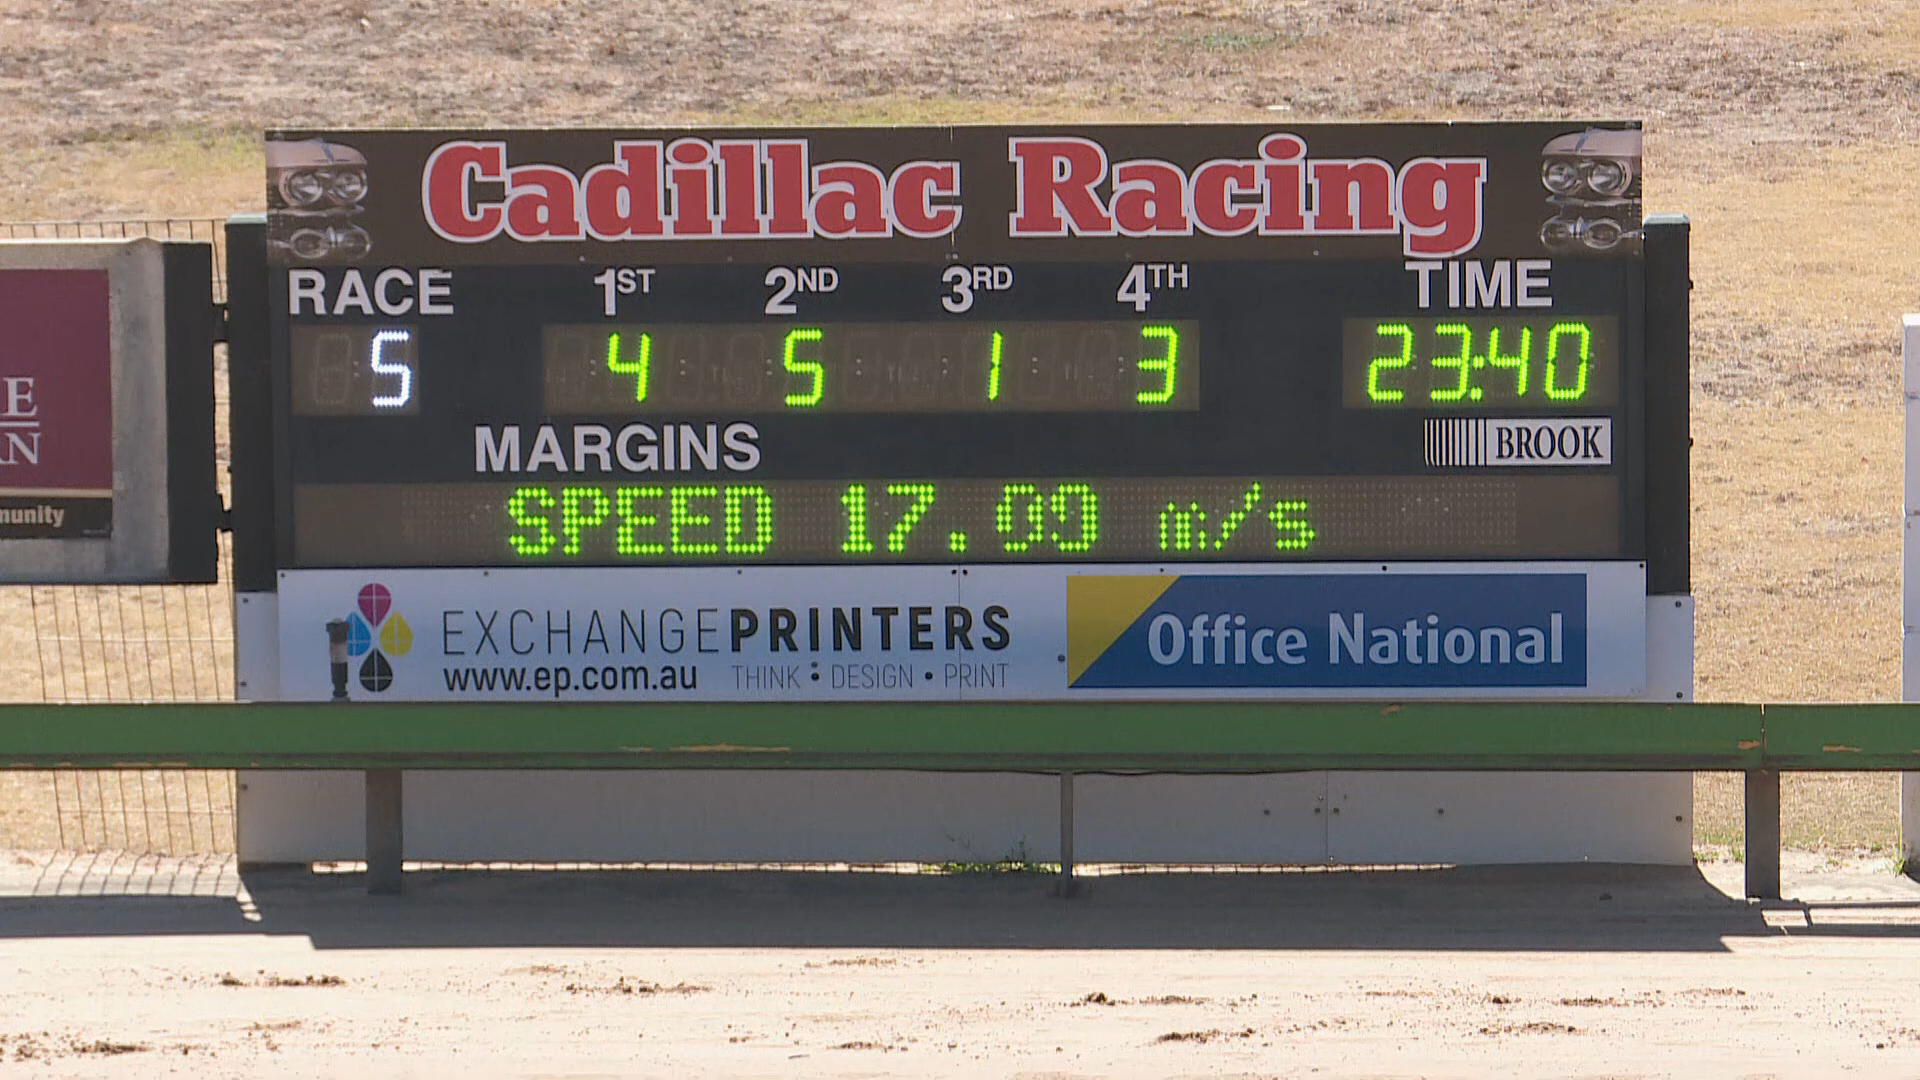 Cadillac Racing
RACE 1ST 2ND 3RD 4TH TIME
5 4 5 1 3 23:40
MARGINS
BROOK
SPEED 17.09 m/s
EXCHANGEPRINTERS
www.ep.com.au THINK • DESIGN • PRINT
Office National
E
N
munity